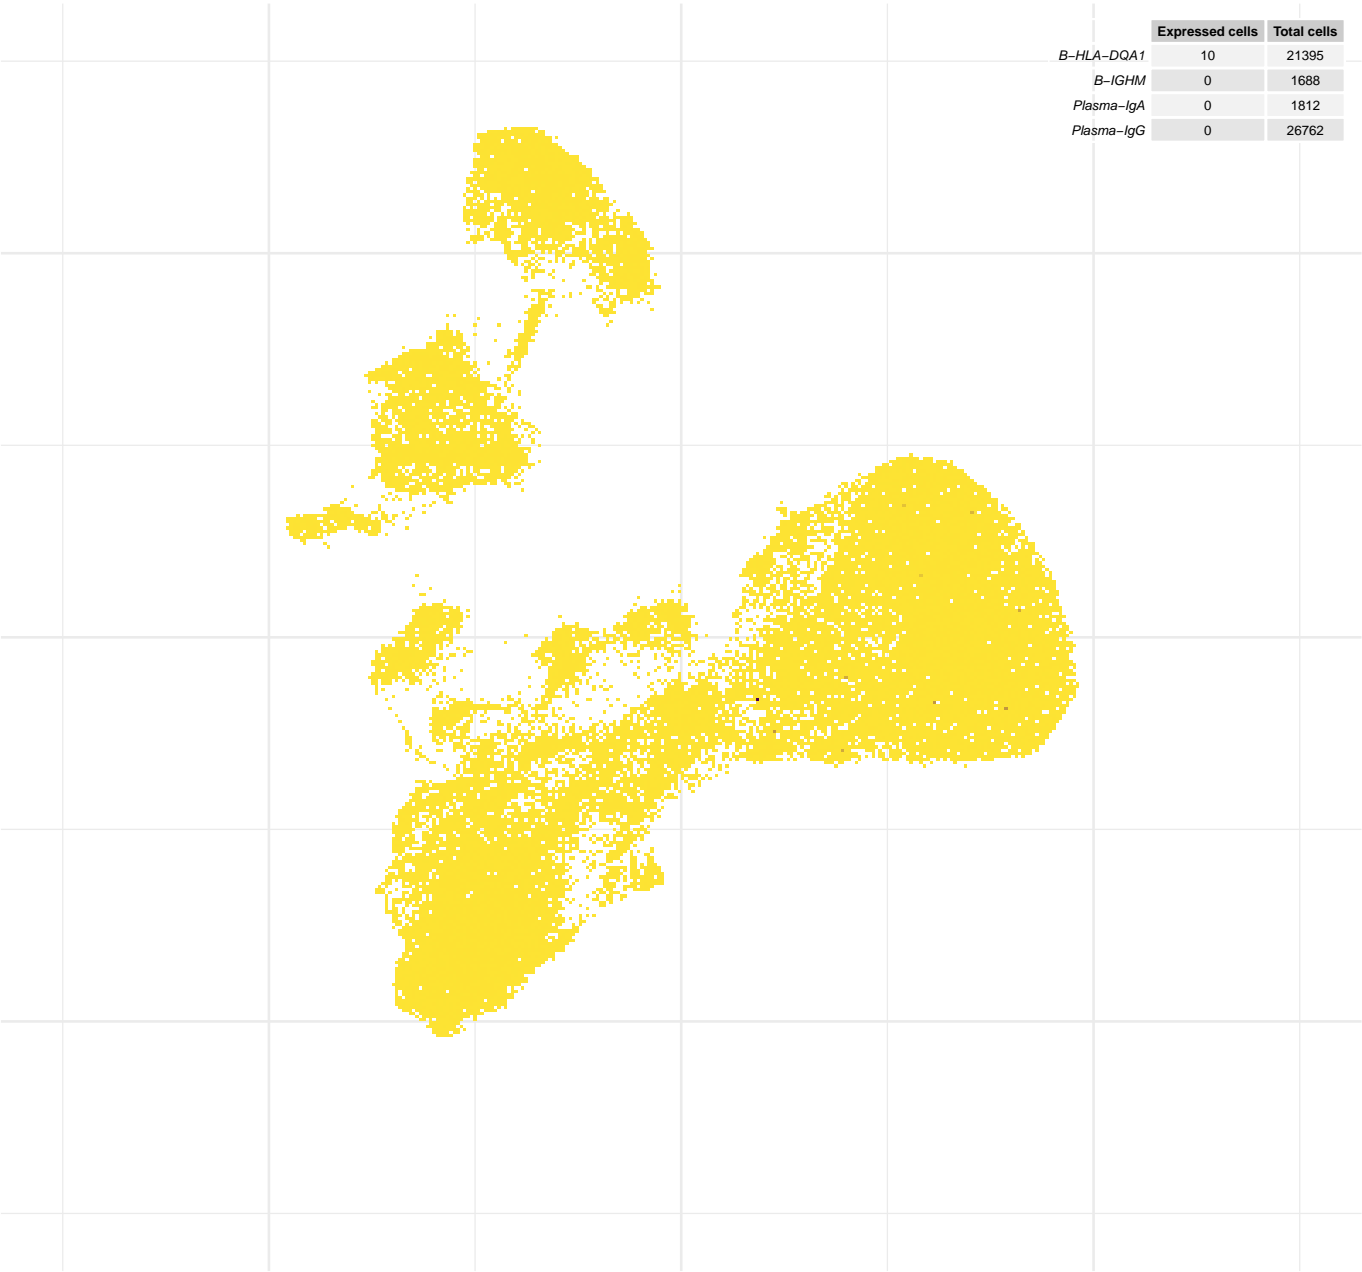 Expressed cells Total cells
B−HLA−DQA1 10 21395
B−IGHM 0 1688
Plasma−IgA 0 1812
Plasma−IgG 0 26762